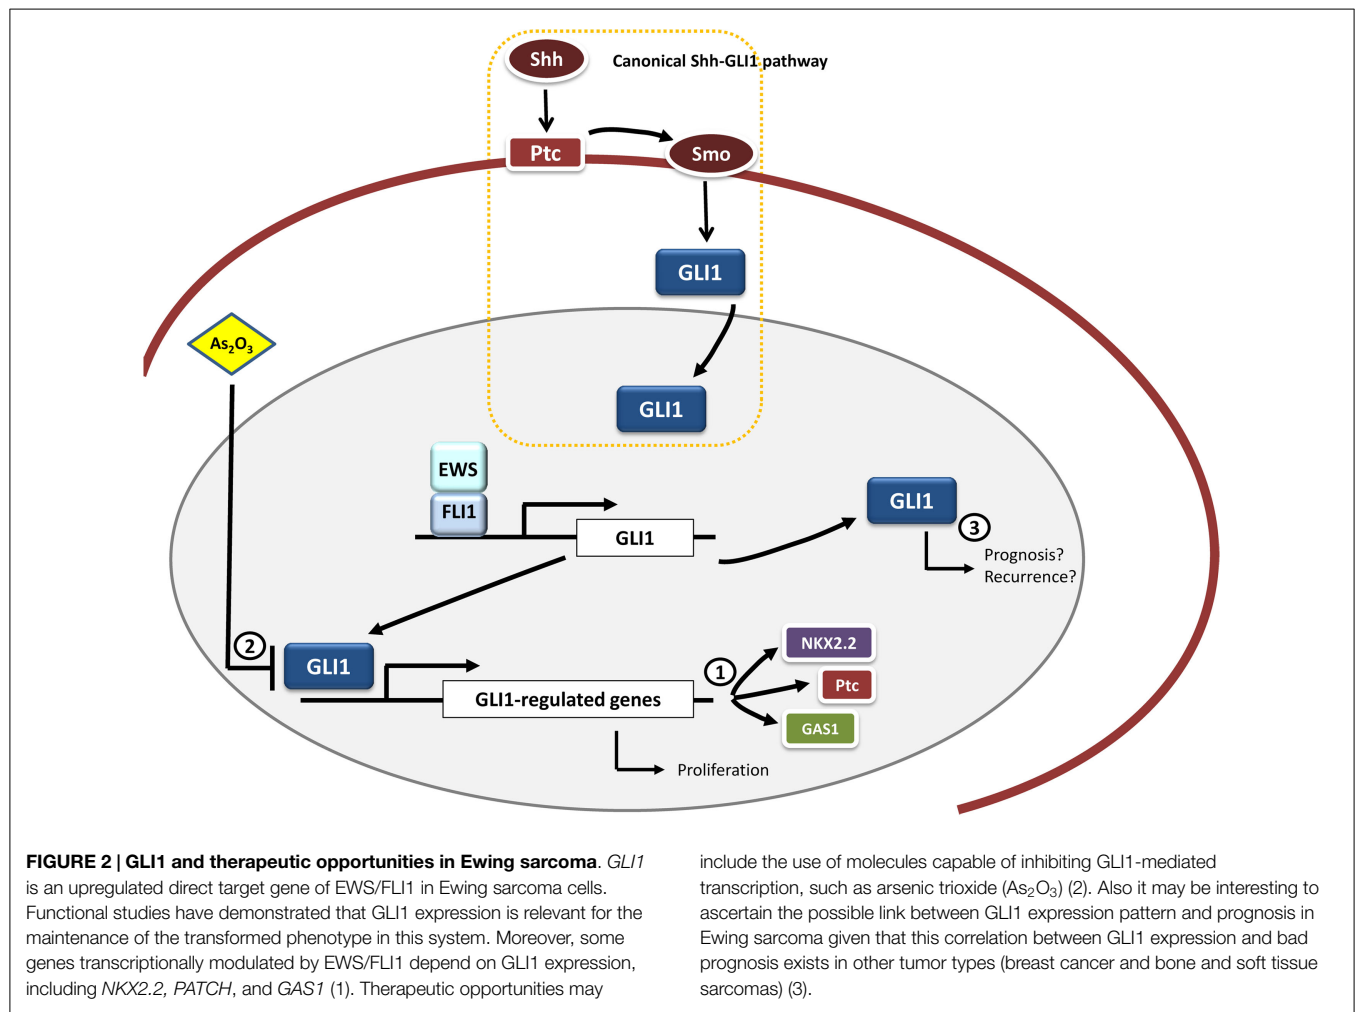 Shh
Canonical Shh-GLI1 pathway
Ptc
Smo
GLI1
As₂O₃
GLI1
EWS
FLI1
GLI1
GLI1
3
Prognosis?
Recurrence?
2
GLI1
GLI1-regulated genes
1
NKX2.2
Ptc
GAS1
Proliferation
FIGURE 2 | GLI1 and therapeutic opportunities in Ewing sarcoma. GLI1
is an upregulated direct target gene of EWS/FLI1 in Ewing sarcoma cells.
Functional studies have demonstrated that GLI1 expression is relevant for the
maintenance of the transformed phenotype in this system. Moreover, some
genes transcriptionally modulated by EWS/FLI1 depend on GLI1 expression,
including NKX2.2, PATCH, and GAS1 (1). Therapeutic opportunities may
include the use of molecules capable of inhibiting GLI1-mediated
transcription, such as arsenic trioxide (As₂O₃) (2). Also it may be interesting to
ascertain the possible link between GLI1 expression pattern and prognosis in
Ewing sarcoma given that this correlation between GLI1 expression and bad
prognosis exists in other tumor types (breast cancer and bone and soft tissue
sarcomas) (3).